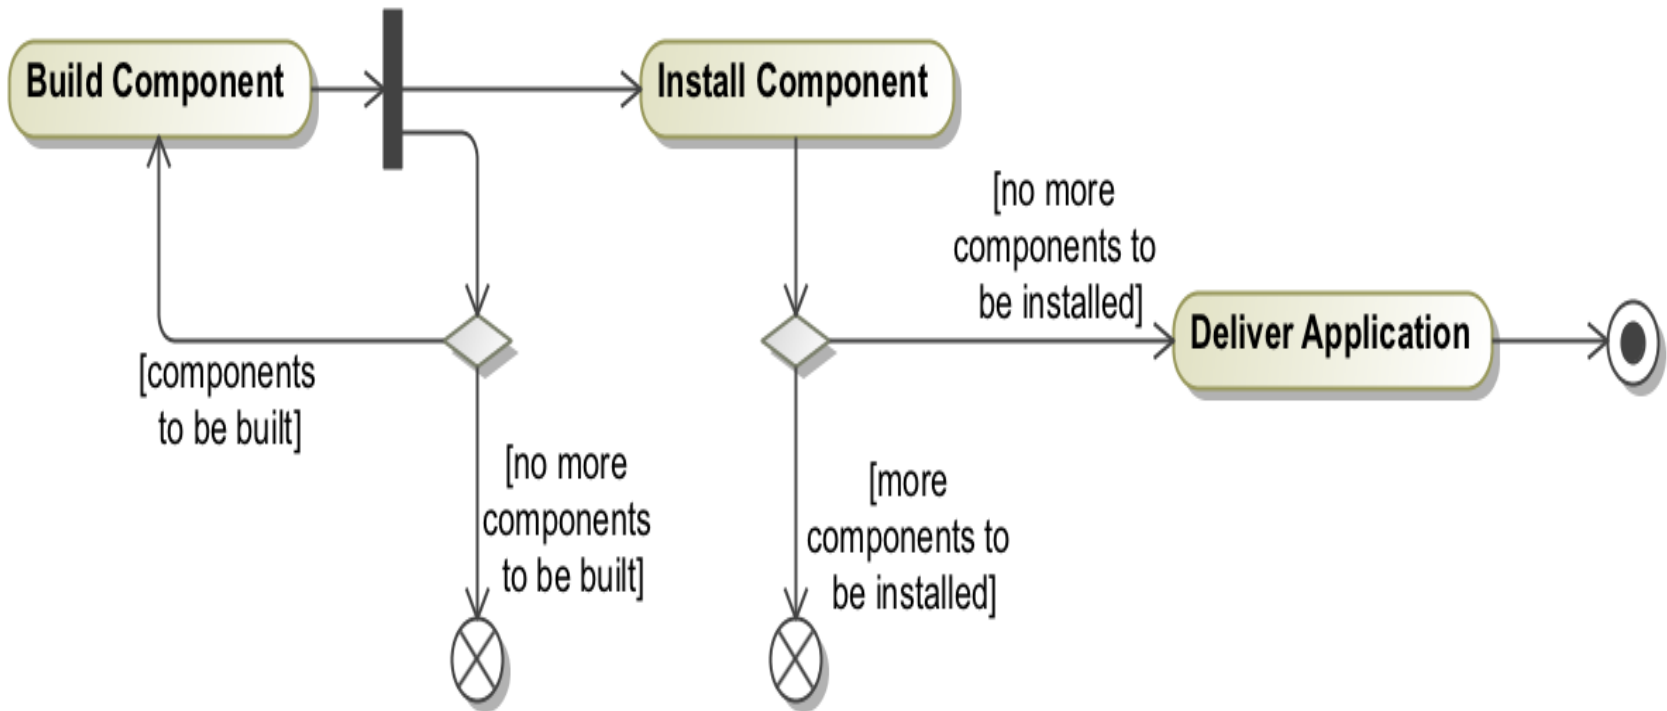 Build Component
Install Component
[no more
components to
be installed]
Deliver Application
[components
to be built]
[no more
components
to be built]
[more
components to
be installed]